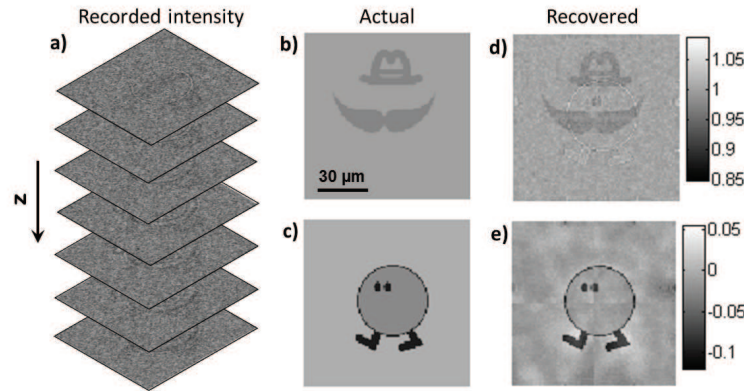 Recorded intensity
Actual
Recovered
a)
b)
d)
1.05
1
0.95
0.9
0.85
z
30 µm
c)
e)
0.05
0
-0.05
-0.1